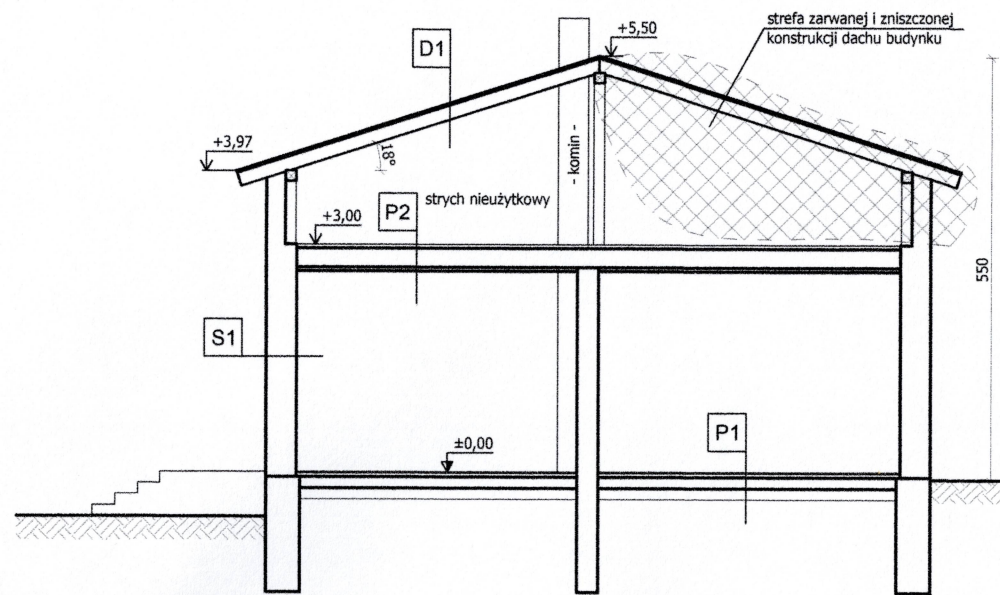 strefa zarwanej i zniszczonej
konstrukcji dachu budynku
+5,50
D1
+3,97
18°
- komin -
strych nieużytkowy
P2
+3,00
550
S1
P1
±0,00